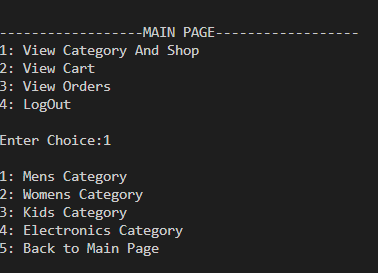 ------------------MAIN PAGE------------------
1: View Category And Shop
2: View Cart
3: View Orders
4: LogOut
Enter Choice:1
1: Mens Category
2: Womens Category
3: Kids Category
4: Electronics Category
5: Back to Main Page